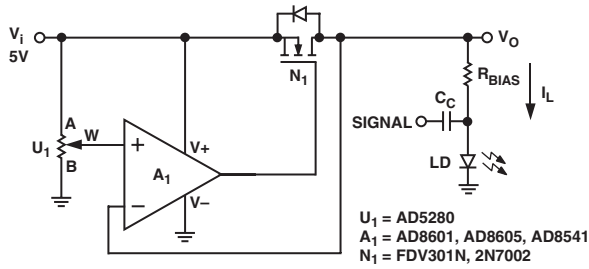 Vi
5V
VO
N1
RBIAS
IL
CC
SIGNAL
A
W
U1
B
+
V+
A1
−
V−
LD
U1 = AD5280
A1 = AD8601, AD8605, AD8541
N1 = FDV301N, 2N7002